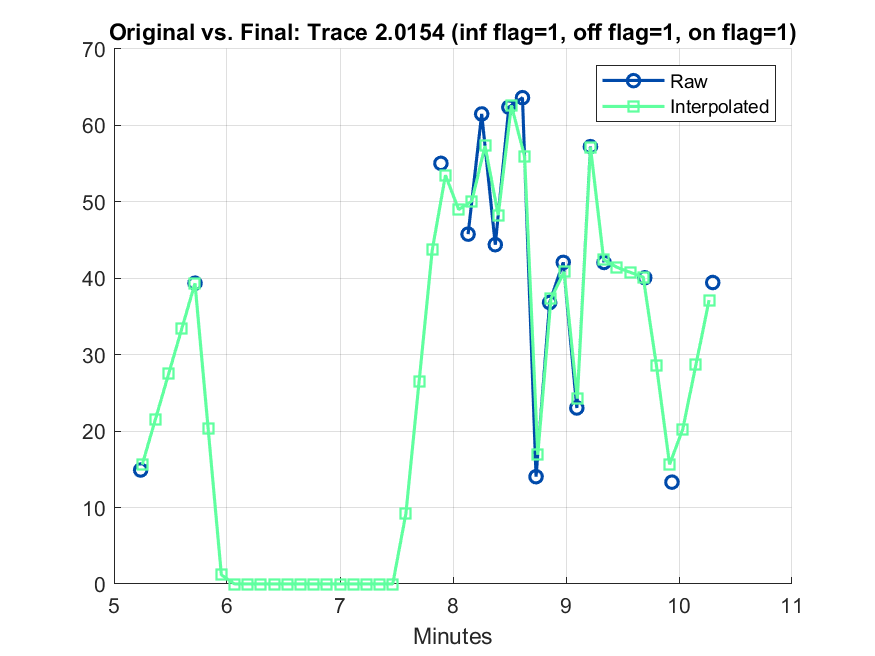 Original vs. Final: Trace 2.0154 (inf flag=1, off flag=1, on flag=1)
70
60
50
40
30
20
10
0
Raw
Interpolated
5 6 7 8 9 10 11
Minutes